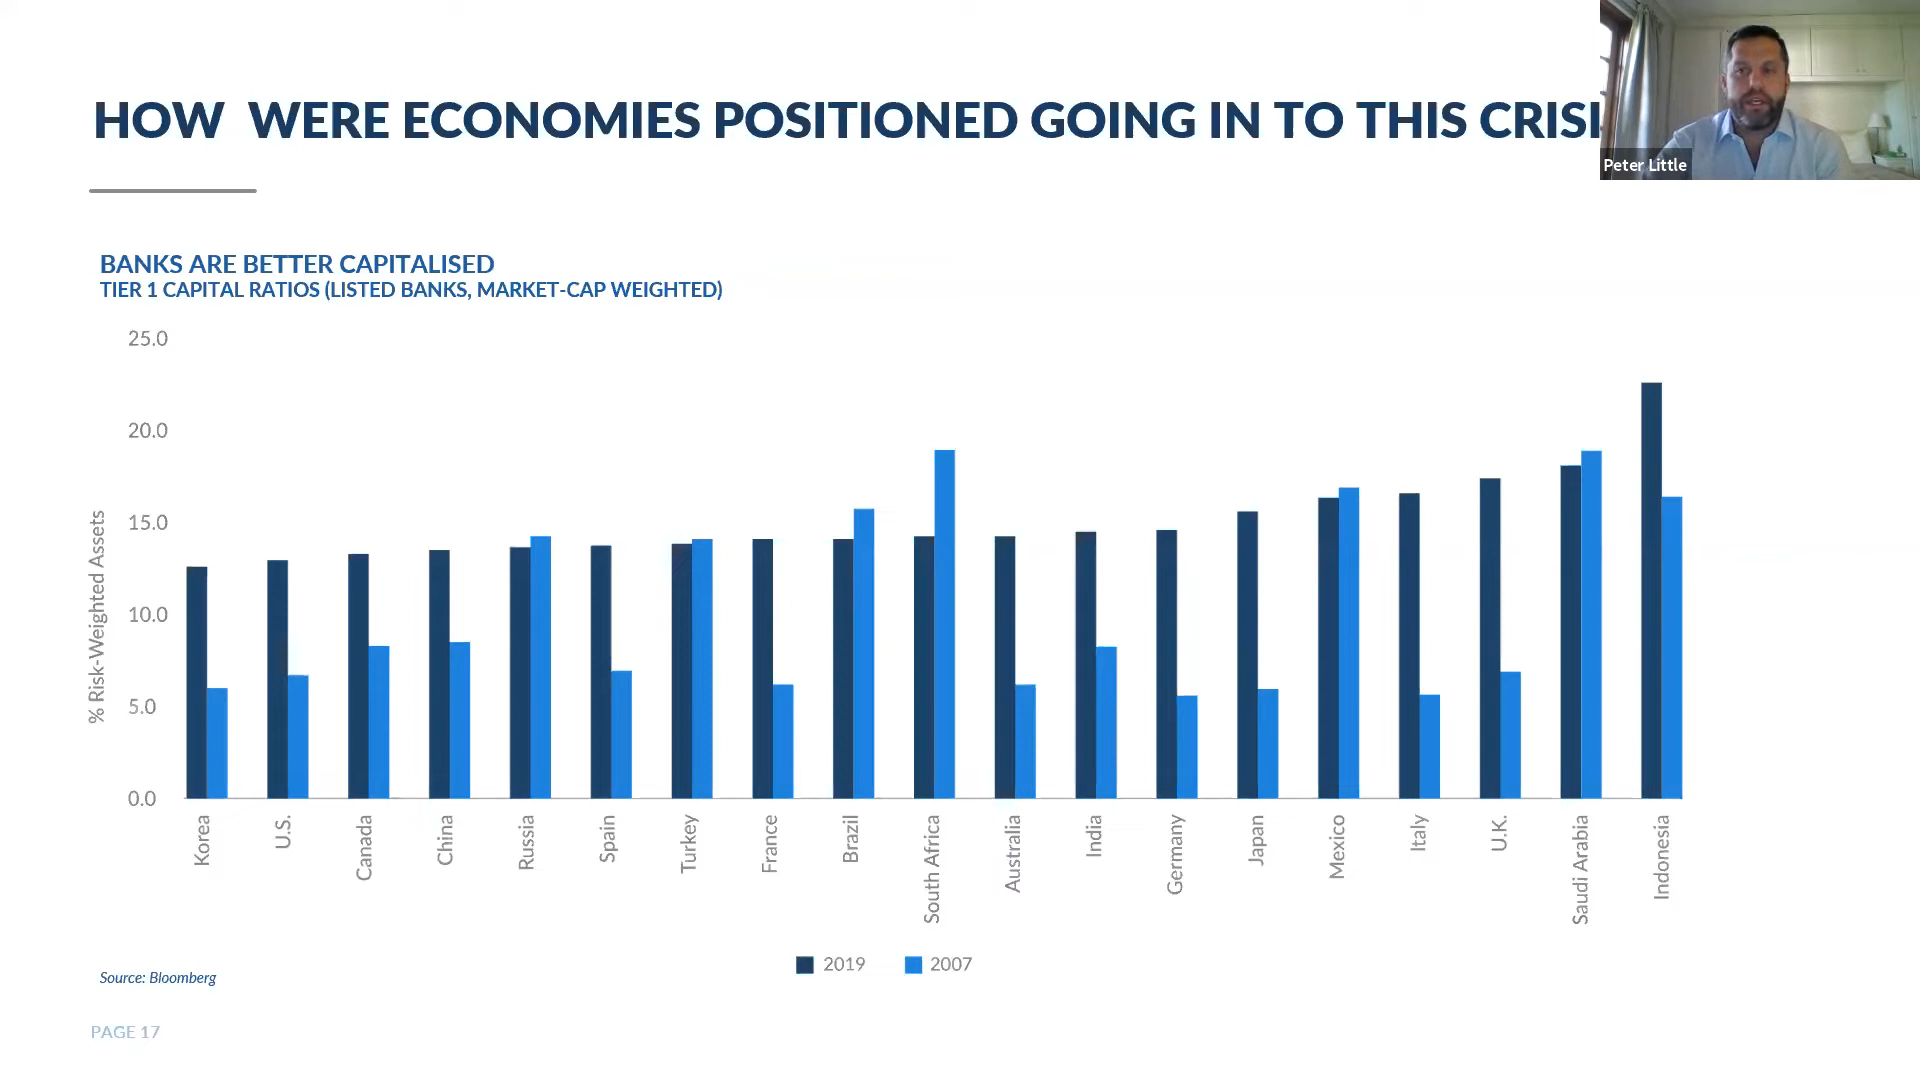 HOW WERE ECONOMIES POSITIONED GOING IN TO THIS CRISI
Peter Little
BANKS ARE BETTER CAPITALISED
TIER 1 CAPITAL RATIOS (LISTED BANKS, MARKET-CAP WEIGHTED)
% Risk-Weighted Assets
25.0
20.0
15.0
10.0
5.0
0.0
Korea
U.S.
Canada
China
Russia
Spain
Turkey
France
Brazil
South Africa
Australia
India
Germany
Japan
Mexico
Italy
U.K.
Saudi Arabia
Indonesia
2019
2007
Source: Bloomberg
PAGE 17